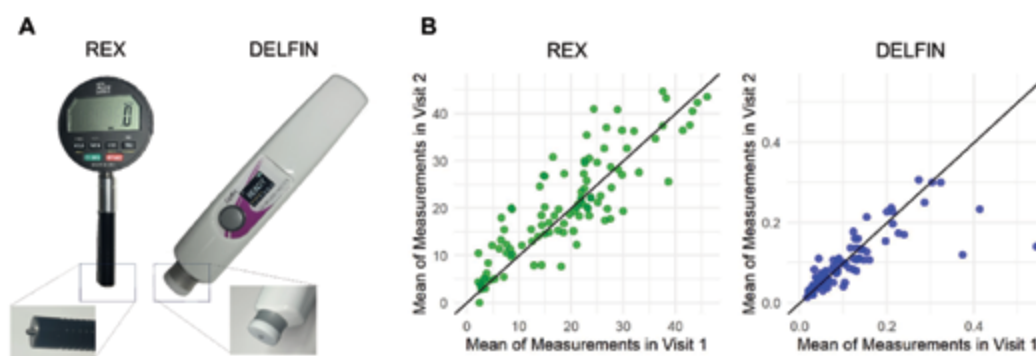 A
REX
DELFIN
B
REX
Mean of Measurements in Visit 2
40
30
20
10
0
0
10
20
30
40
Mean of Measurements in Visit 1
DELFIN
Mean of Measurements in Visit 2
0.4
0.2
0.0
0.0
0.2
0.4
Mean of Measurements in Visit